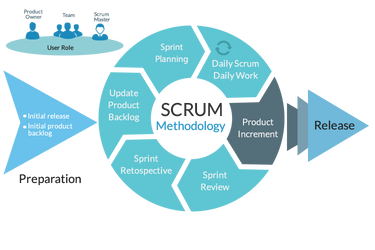 Product
Owner
Team
Scrum
Master
User Role
Sprint
Planning
Daily Scrum
Daily Work
Update
Product
Backlog
SCRUM
Methodology
Product
Increment
Release
Initial release
Initial product
backlog
Sprint
Restospective
Sprint
Review
Preparation